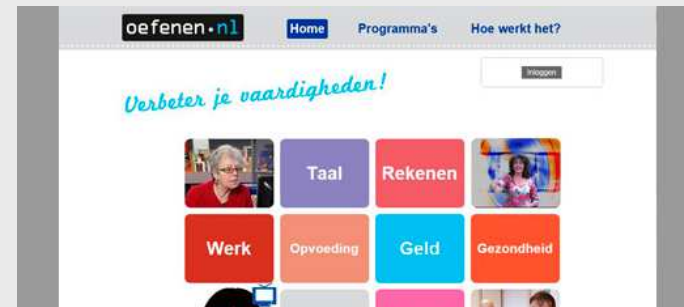 oefenen.nl
Home Programma's Hoe werkt het?
Inloggen
Verbeter je vaardigheden!
Taal Rekenen
Werk Opvoeding Geld Gezondheid